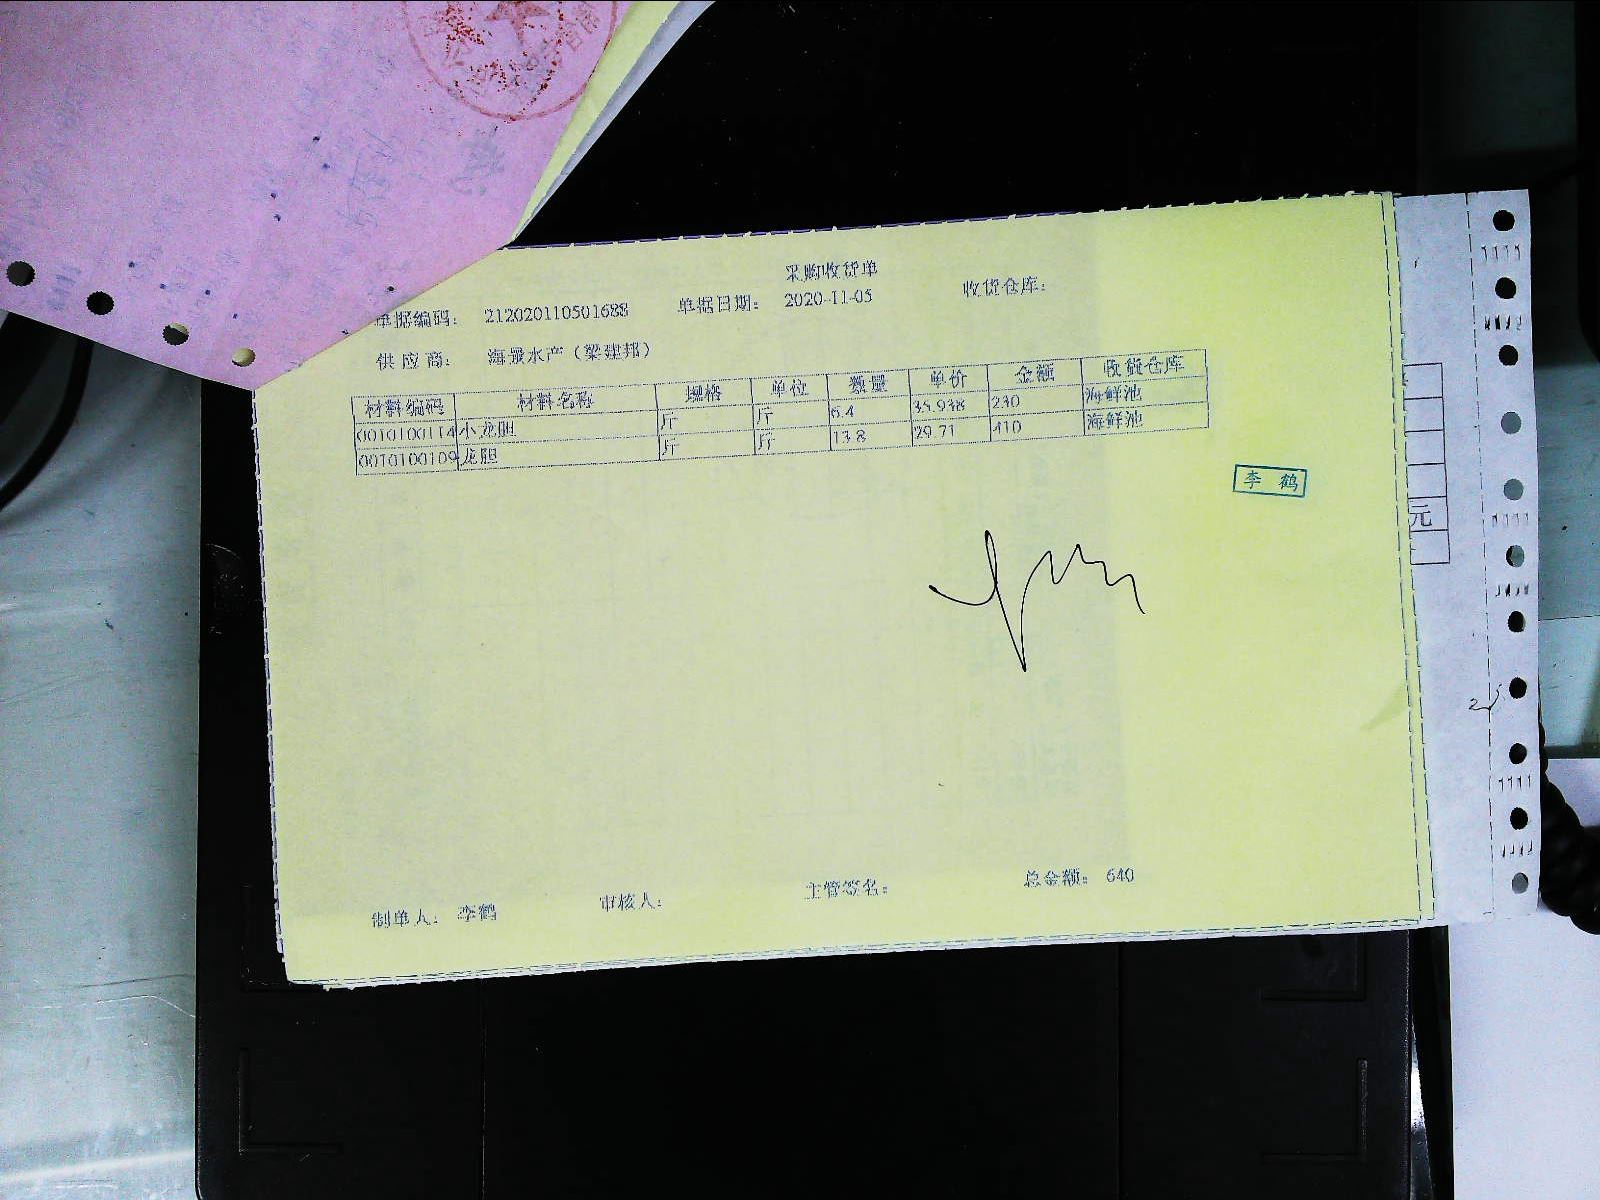 采购收货单
单据编码： 212020110501688 单据日期： 2020-11-05 收货仓库：
供应商： 海景水产（梁建邦）
材料编码 材料名称 规格 单位 数量 单价 金额 收货仓库
0010100114 小龙胆 斤 斤 6.4 35.938 230 海鲜池
0010100109 龙胆 斤 斤 13.8 29.71 410 海鲜池
李 鹤
元
制单人： 李鹤 审核人： 主管签名： 总金额： 640